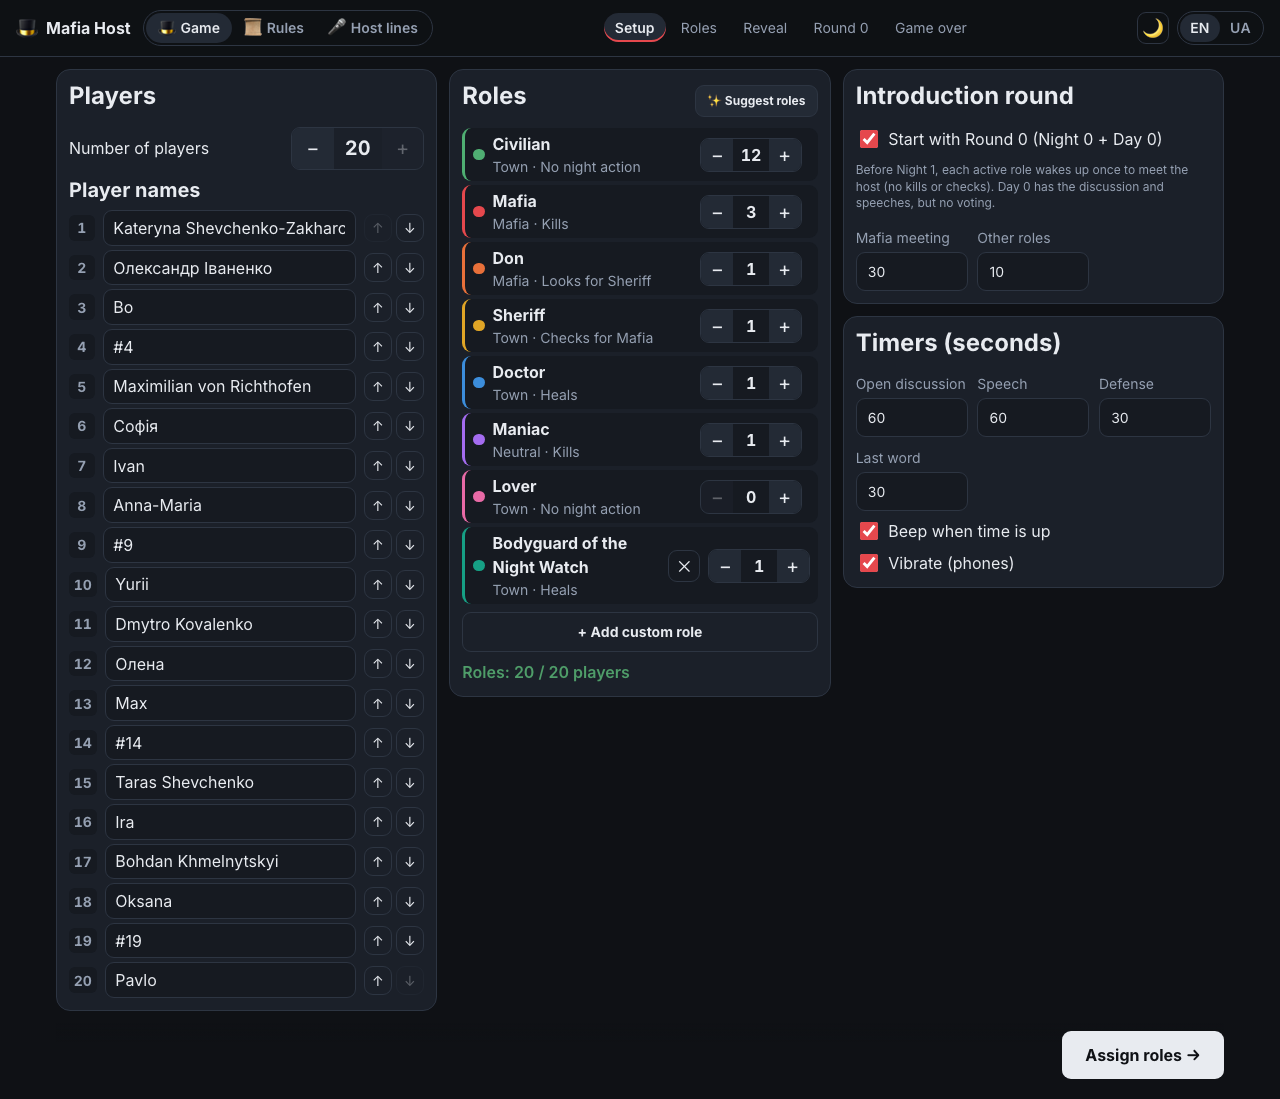 Mafia Host
Game
Rules
Host lines
Setup
Roles
Reveal
Round 0
Game over
EN
UA
Players
Number of players
− 20 +
Player names
1 Kateryna Shevchenko-Zakharc ↑ ↓
2 Олександр Іваненко ↑ ↓
3 Bo ↑ ↓
4 #4 ↑ ↓
5 Maximilian von Richthofen ↑ ↓
6 Софія ↑ ↓
7 Ivan ↑ ↓
8 Anna-Maria ↑ ↓
9 #9 ↑ ↓
10 Yurii ↑ ↓
11 Dmytro Kovalenko ↑ ↓
12 Олена ↑ ↓
13 Max ↑ ↓
14 #14 ↑ ↓
15 Taras Shevchenko ↑ ↓
16 Ira ↑ ↓
17 Bohdan Khmelnytskyi ↑ ↓
18 Oksana ↑ ↓
19 #19 ↑ ↓
20 Pavlo ↑ ↓
Roles
✨ Suggest roles
Civilian
Town · No night action
− 12 +
Mafia
Mafia · Kills
− 3 +
Don
Mafia · Looks for Sheriff
− 1 +
Sheriff
Town · Checks for Mafia
− 1 +
Doctor
Town · Heals
− 1 +
Maniac
Neutral · Kills
− 1 +
Lover
Town · No night action
− 0 +
Bodyguard of the
Night Watch
Town · Heals
× − 1 +
+ Add custom role
Roles: 20 / 20 players
Introduction round
Start with Round 0 (Night 0 + Day 0)
Before Night 1, each active role wakes up once to meet the
host (no kills or checks). Day 0 has the discussion and
speeches, but no voting.
Mafia meeting
30
Other roles
10
Timers (seconds)
Open discussion
60
Speech
60
Defense
30
Last word
30
Beep when time is up
Vibrate (phones)
Assign roles →